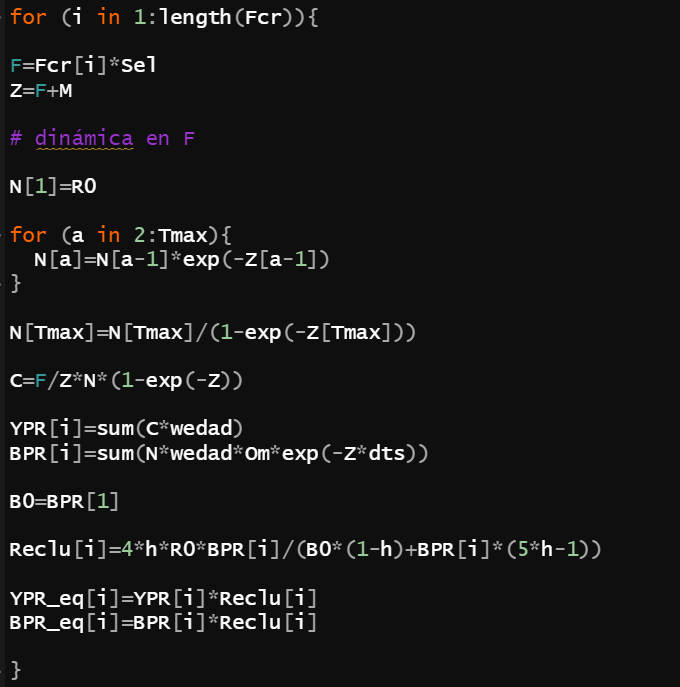 for (i in 1:length(Fcr)){
F=Fcr[i]*Sel
Z=F+M
# dinámica en F
N[1]=R0
for (a in 2:Tmax){
N[a]=N[a-1]*exp(-Z[a-1])
}
N[Tmax]=N[Tmax]/(1-exp(-Z[Tmax]))
C=F/Z*N*(1-exp(-Z))
YPR[i]=sum(C*wedad)
BPR[i]=sum(N*wedad*Om*exp(-Z*dts))
B0=BPR[1]
Reclu[i]=4*h*R0*BPR[i]/(B0*(1-h)+BPR[i]*(5*h-1))
YPR_eq[i]=YPR[i]*Reclu[i]
BPR_eq[i]=BPR[i]*Reclu[i]
}